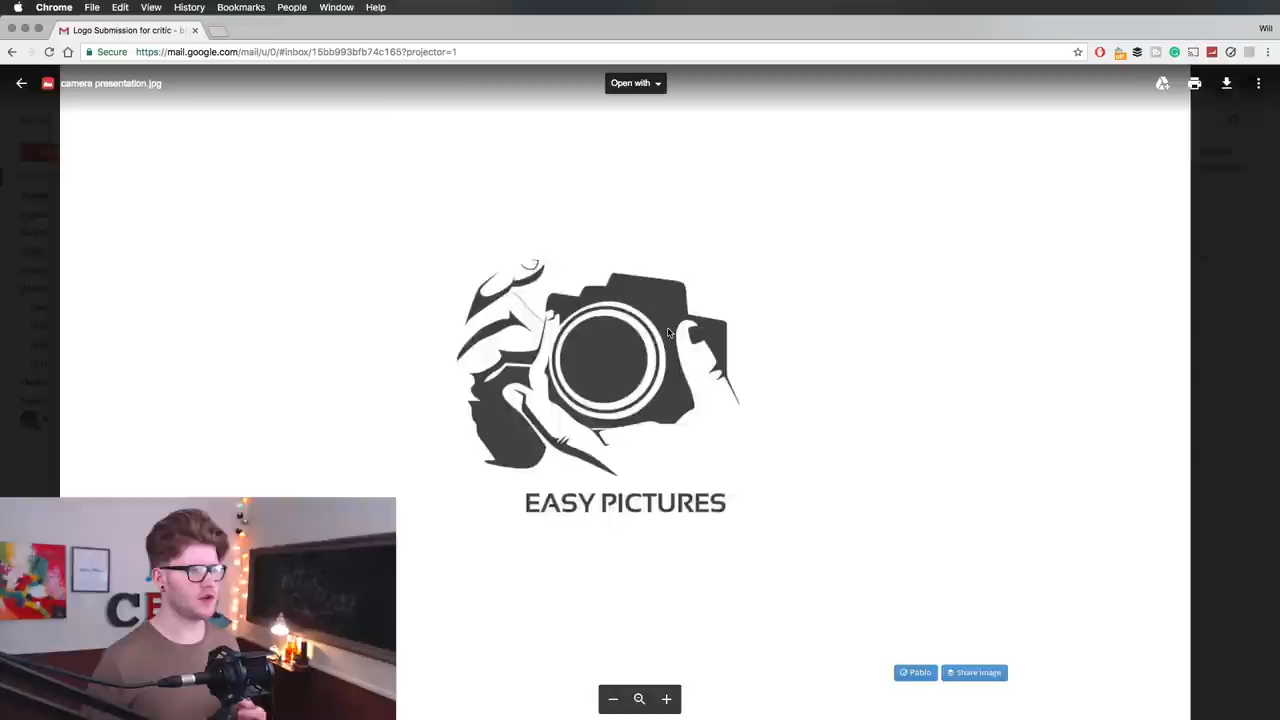 Chrome File Edit View History Bookmarks People Window Help
Logo Submission for critic - b
Will
Secure https://mail.google.com/mail/u/0/#inbox/15bb993bfb74c165?projector=1
camera presentation.jpg
Open with
EASY PICTURES
Pablo Share Image